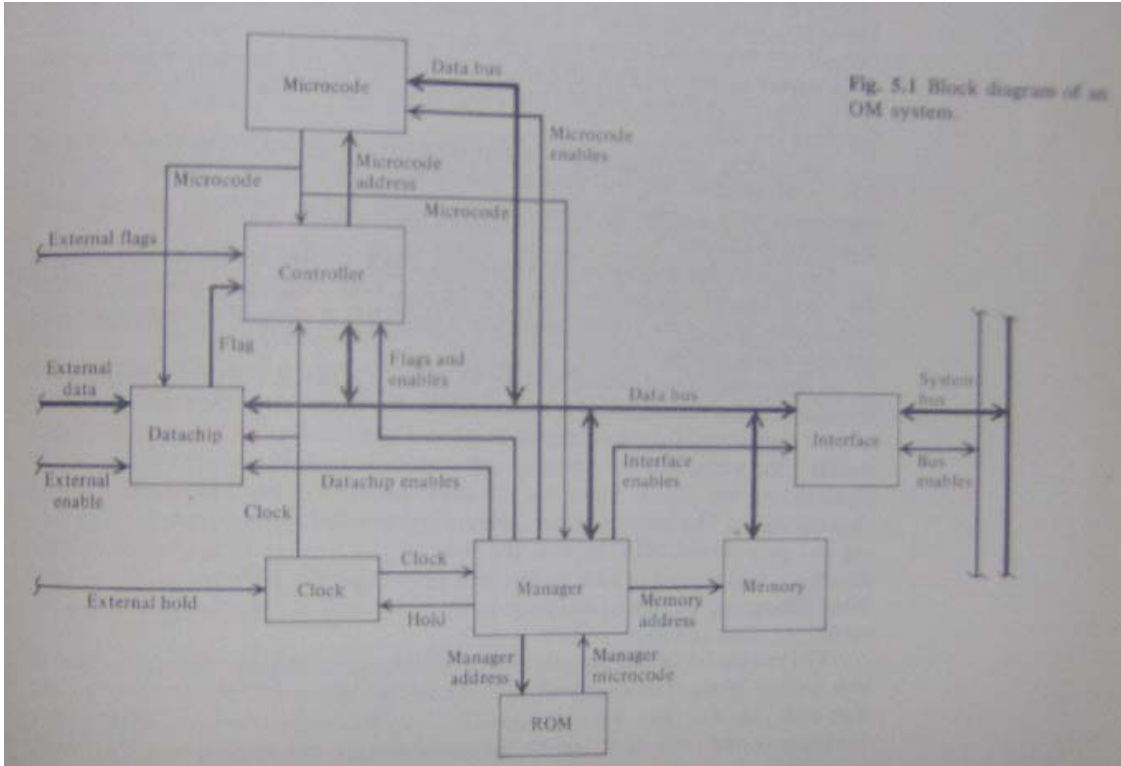 Microcode
Data bus
Fig. 5.1 Block diagram of an
OM system.
Microcode
enables
Microcode
Microcode
address
Microcode
External flags
Controller
Flag
Flags and
enables
External
data
Data bus
System
bus
Datachip
Interface
External
enable
Datachip enables
Interface
enables
Bus
enables
Clock
Clock
External hold
Clock
Hold
Manager
Memory
address
Memory
Manager
address
Manager
microcode
ROM